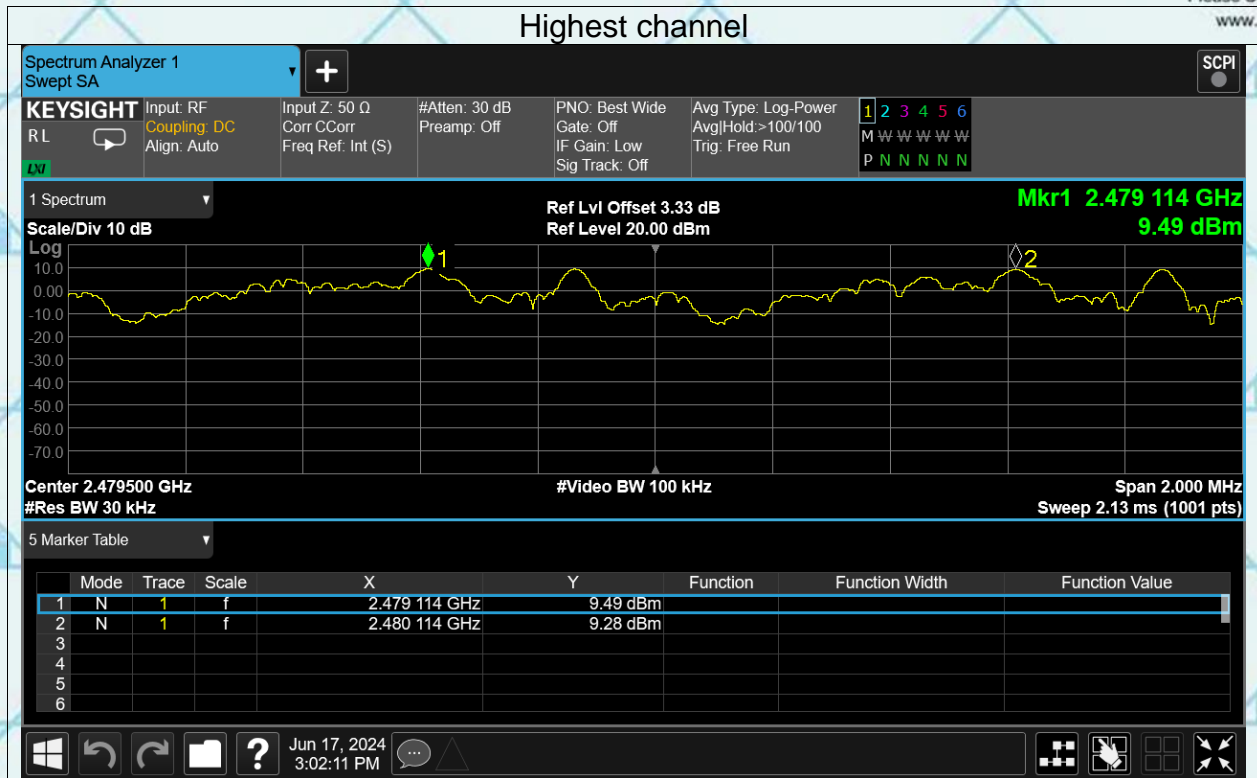 www.
Highest channel
Spectrum Analyzer 1
Swept SA
+
SCPI
KEYSIGHT Input: RF Input Z: 50 Ω #Atten: 30 dB PNO: Best Wide Avg Type: Log-Power 1 2 3 4 5 6
RL Coupling: DC Corr CCorr Preamp: Off Gate: Off Avg|Hold:>100/100 M W W W W W
Align: Auto Freq Ref: Int (S) IF Gain: Low Trig: Free Run P N N N N N
LXI Sig Track: Off
1 Spectrum Ref Lvl Offset 3.33 dB Mkr1 2.479 114 GHz
Scale/Div 10 dB Ref Level 20.00 dBm 9.49 dBm
Log
1
2
10.0
0.00
-10.0
-20.0
-30.0
-40.0
-50.0
-60.0
-70.0
Center 2.479500 GHz #Video BW 100 kHz Span 2.000 MHz
#Res BW 30 kHz Sweep 2.13 ms (1001 pts)
5 Marker Table
Mode Trace Scale X Y Function Function Width Function Value
1 N 1 f 2.479 114 GHz 9.49 dBm
2 N 1 f 2.480 114 GHz 9.28 dBm
3
4
5
6
? Jun 17, 2024
3:02:11 PM